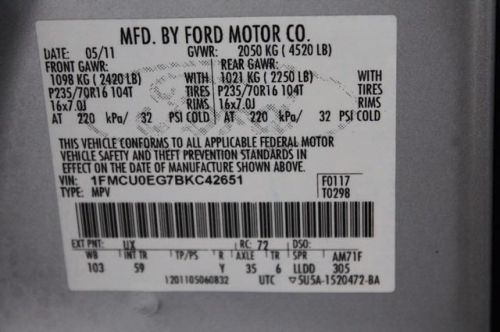 MFD. BY FORD MOTOR CO.
DATE: 05/11 GVWR: 2050 KG (4520 LB)
FRONT GAWR: REAR GAWR:
1098 KG (2420 LB) WITH 1021 KG (2250 LB) WITH
P235/70R16 104T TIRES P235/70R16 104T TIRES
16x7.0J RIMS 16x7.0J RIMS
AT 220 kPa/ 32 PSI COLD AT 220 kPa/ 32 PSI COLD
THIS VEHICLE CONFORMS TO ALL APPLICABLE FEDERAL MOTOR
VEHICLE SAFETY AND THEFT PREVENTION STANDARDS IN
EFFECT ON THE DATE OF MANUFACTURE SHOWN ABOVE.
VIN: 1FMCU0EG7BKC42651 F0117
TYPE: MPV T0298
EXT PNT: UX RC: 72 DSO:
WB INT TR TP/PS R AXLE TR SPR AM71F
103 59 Y 35 6 LLDD 305
1201105060832 UTC 5U5A-1520472-BA